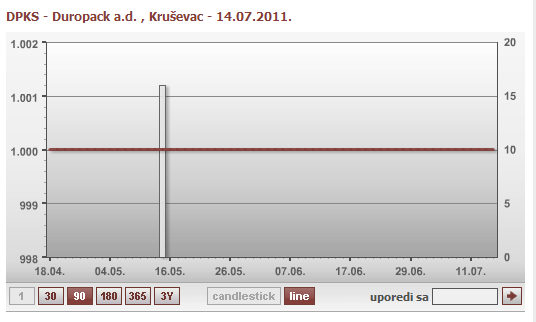 DPKS - Duropack a.d. , Kruševac - 14.07.2011.
1.002 20
1.001 15
1.000 10
999 5
998 0
18.04. 04.05. 16.05. 26.05. 07.06. 17.06. 29.06. 11.07.
1 30 90 180 365 3Y candlestick line uporedi sa